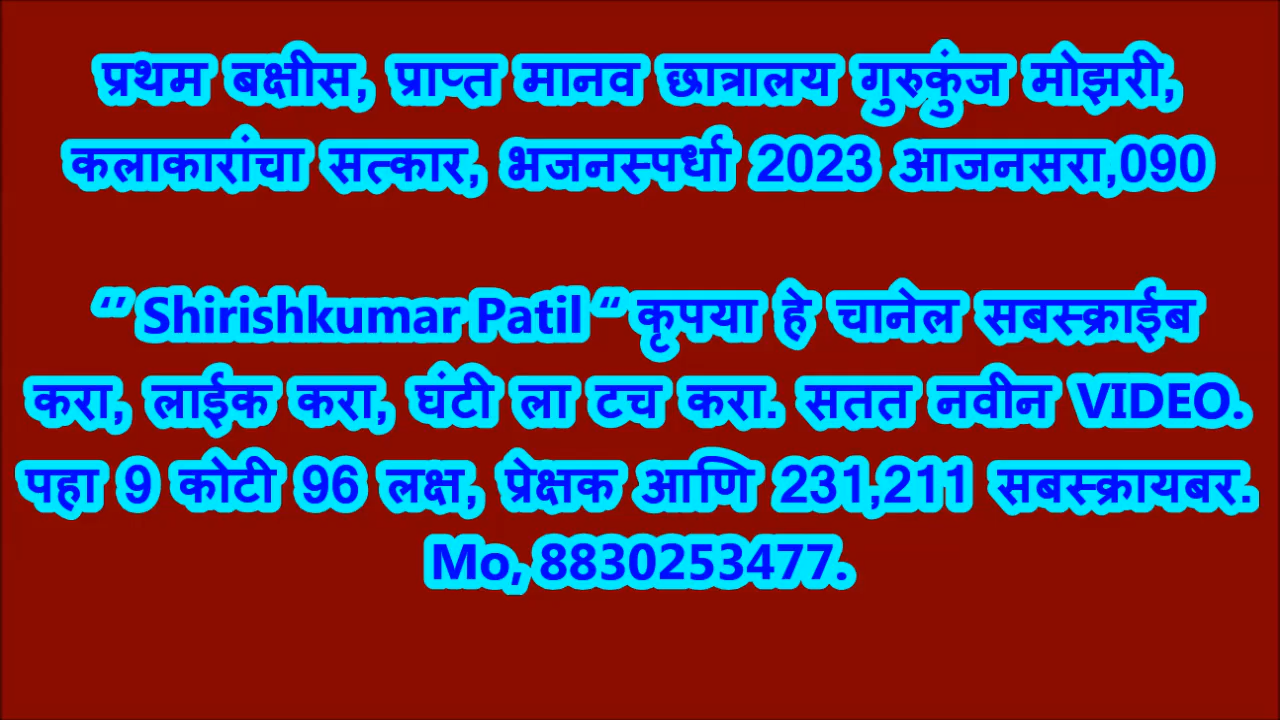 प्रथम बक्षीस, प्राप्त मानव छात्रालय गुरुकुंज मोझरी,
कलाकारांचा सत्कार, भजनस्पर्धा 2023 आजनसरा,090
‘’ Shirishkumar Patil “ कृपया हे चानेल सबस्क्राईब
करा, लाईक करा, घंटी ला टच करा. सतत नवीन VIDEO.
पहा 9 कोटी 96 लक्ष, प्रेक्षक आणि 231,211 सबस्क्रायबर.
Mo, 8830253477.